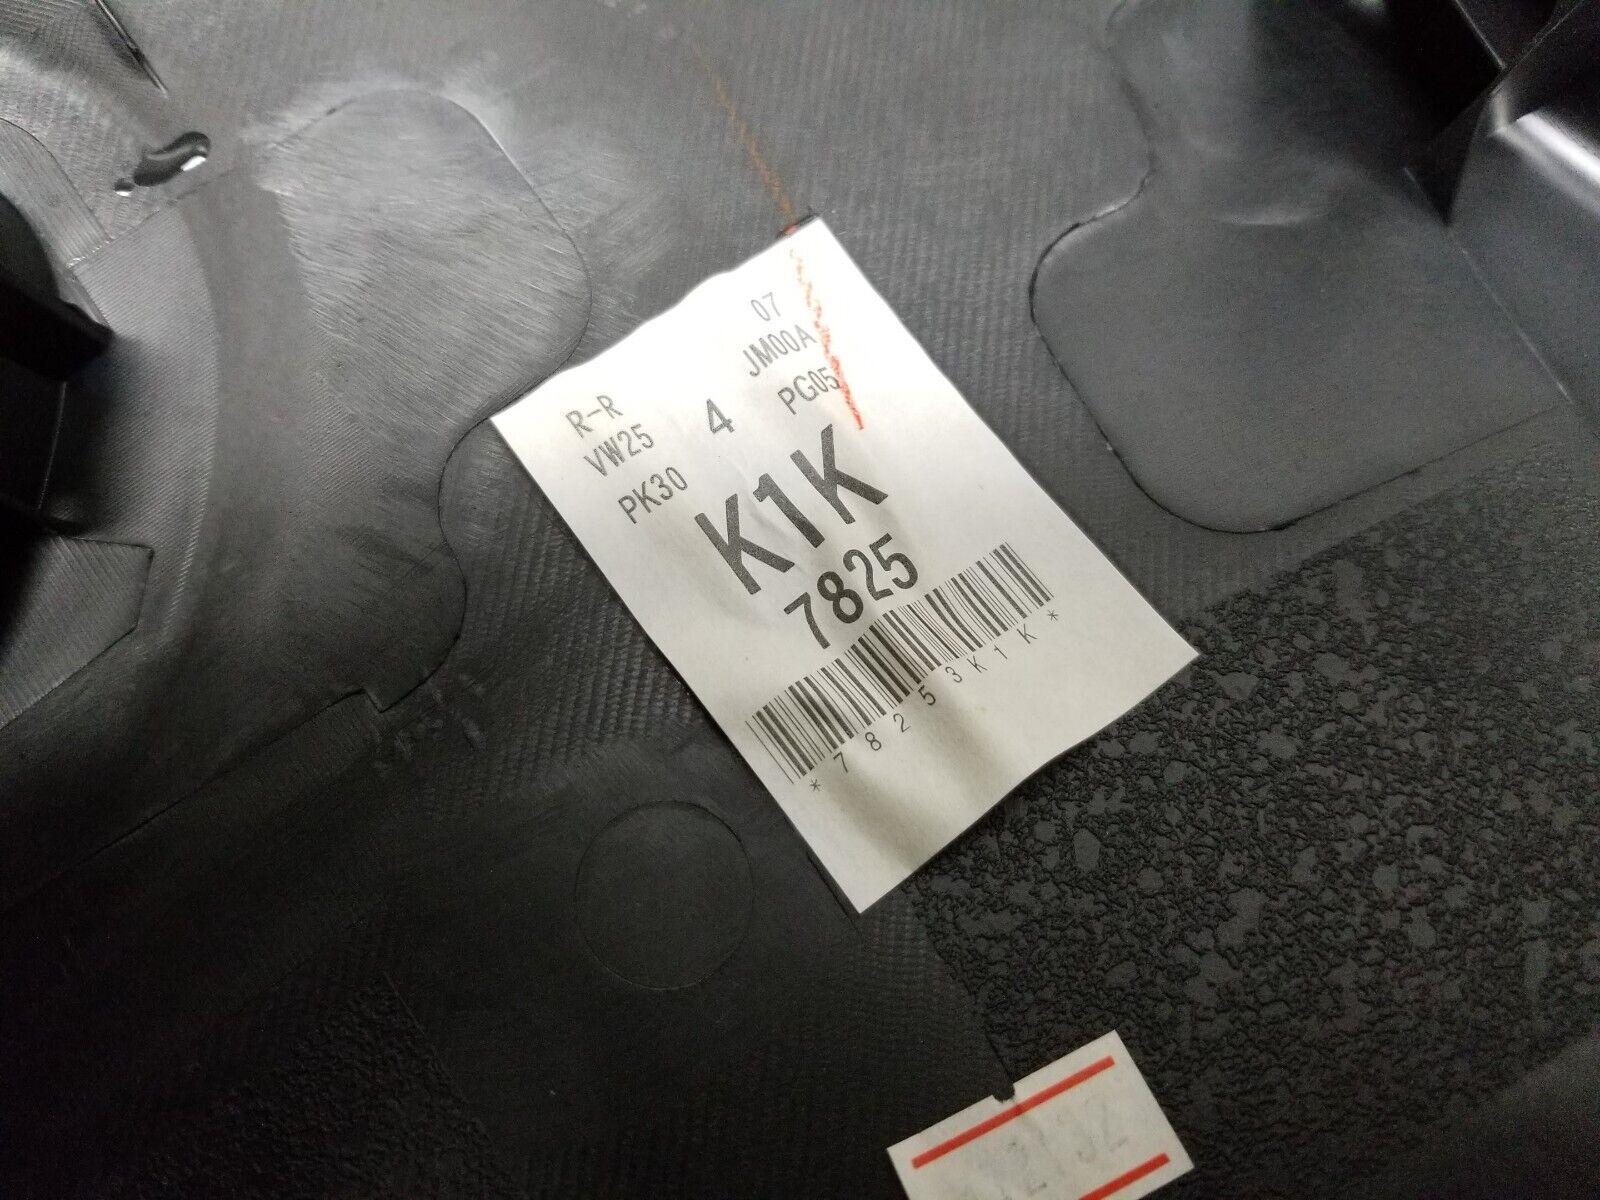 07
R-R JM00A
VW25 4 PG05
PK30
K1K
7825
*78253K1K*